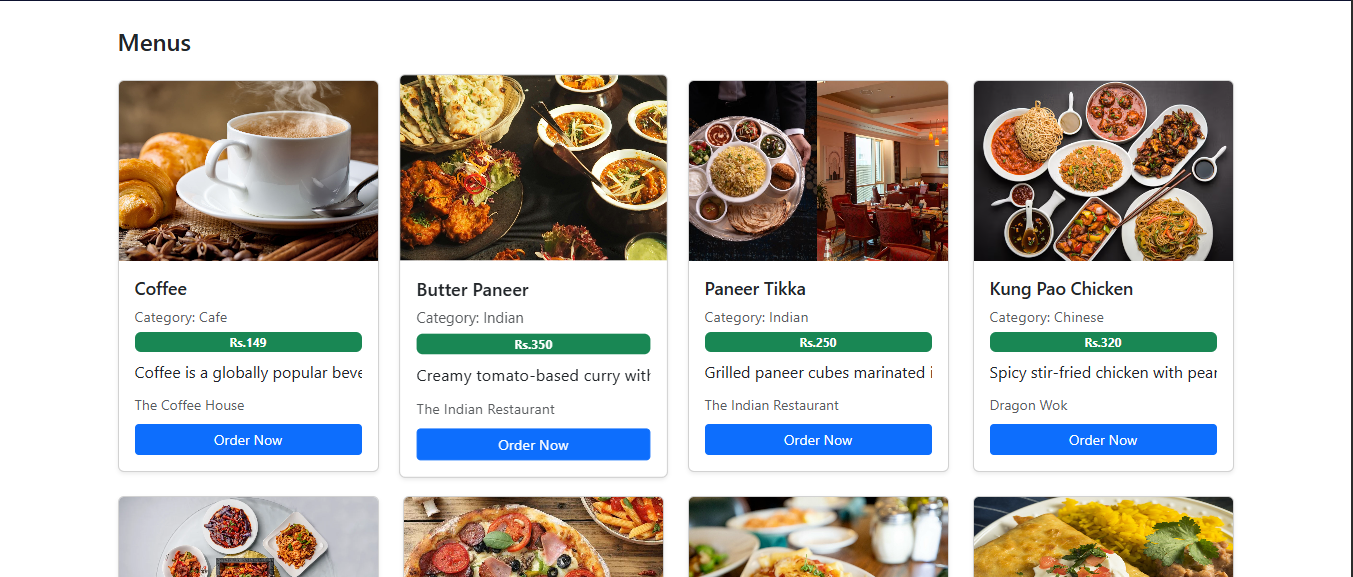 Menus
Coffee
Category: Cafe
Rs.149
Coffee is a globally popular beve
The Coffee House
Order Now
Butter Paneer
Category: Indian
Rs.350
Creamy tomato-based curry with
The Indian Restaurant
Order Now
Paneer Tikka
Category: Indian
Rs.250
Grilled paneer cubes marinated i
The Indian Restaurant
Order Now
Kung Pao Chicken
Category: Chinese
Rs.320
Spicy stir-fried chicken with pear
Dragon Wok
Order Now